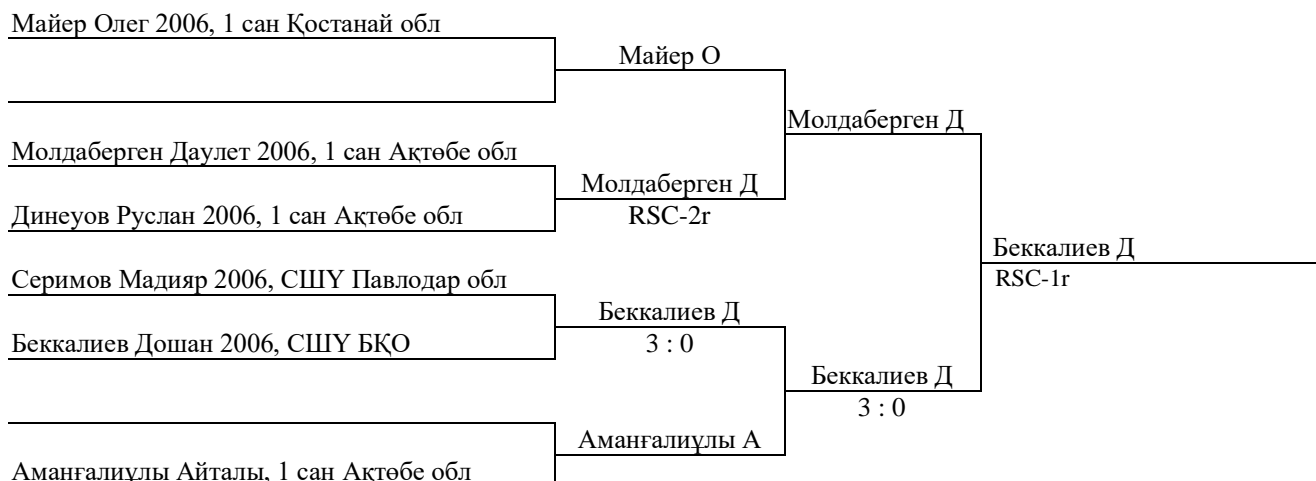 Майер Олег 2006, 1 сан Қостанай обл
Майер О
Молдаберген Д
Молдаберген Даулет 2006, 1 сан Ақтөбе обл
Молдаберген Д
Динеуов Руслан 2006, 1 сан Ақтөбе обл
RSC-2r
Беккалиев Д
RSC-1r
Серимов Мадияр 2006, СШҮ Павлодар обл
Беккалиев Д
Беккалиев Дошан 2006, СШҮ БҚО
3 : 0
Беккалиев Д
3 : 0
Аманғалиұлы А
Аманғалиұлы Айталы, 1 сан Ақтөбе обл